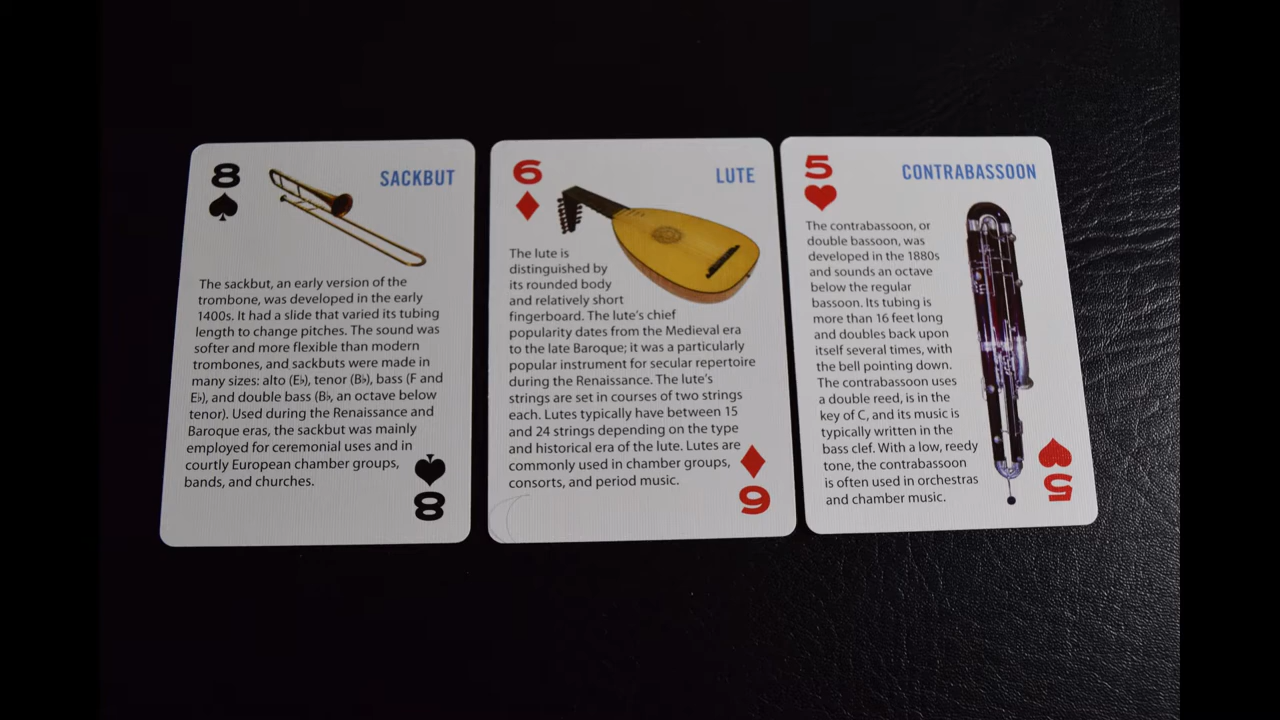 8
SACKBUT
The sackbut, an early version of the
trombone, was developed in the early
1400s. It had a slide that varied its tubing
length to change pitches. The sound was
softer and more flexible than modern
trombones, and sackbuts were made in
many sizes: alto (E♭), tenor (B♭), bass (F and
E♭), and double bass (B♭, an octave below
tenor). Used during the Renaissance and
Baroque eras, the sackbut was mainly
employed for ceremonial uses and in
courtly European chamber groups,
bands, and churches.
8
6
LUTE
The lute is
distinguished by
its rounded body
and relatively short
fingerboard. The lute's chief
popularity dates from the Medieval era
to the late Baroque; it was a particularly
popular instrument for secular repertoire
during the Renaissance. The lute's
strings are set in courses of two strings
each. Lutes typically have between 15
and 24 strings depending on the type
and historical era of the lute. Lutes are
commonly used in chamber groups,
consorts, and period music.
6
5
CONTRABASSOON
The contrabassoon, or
double bassoon, was
developed in the 1880s
and sounds an octave
below the regular
bassoon. Its tubing is
more than 16 feet long
and doubles back upon
itself several times, with
the bell pointing down.
The contrabassoon uses
a double reed, is in the
key of C, and its music is
typically written in the
bass clef. With a low, reedy
tone, the contrabassoon
is often used in orchestras
and chamber music.
5